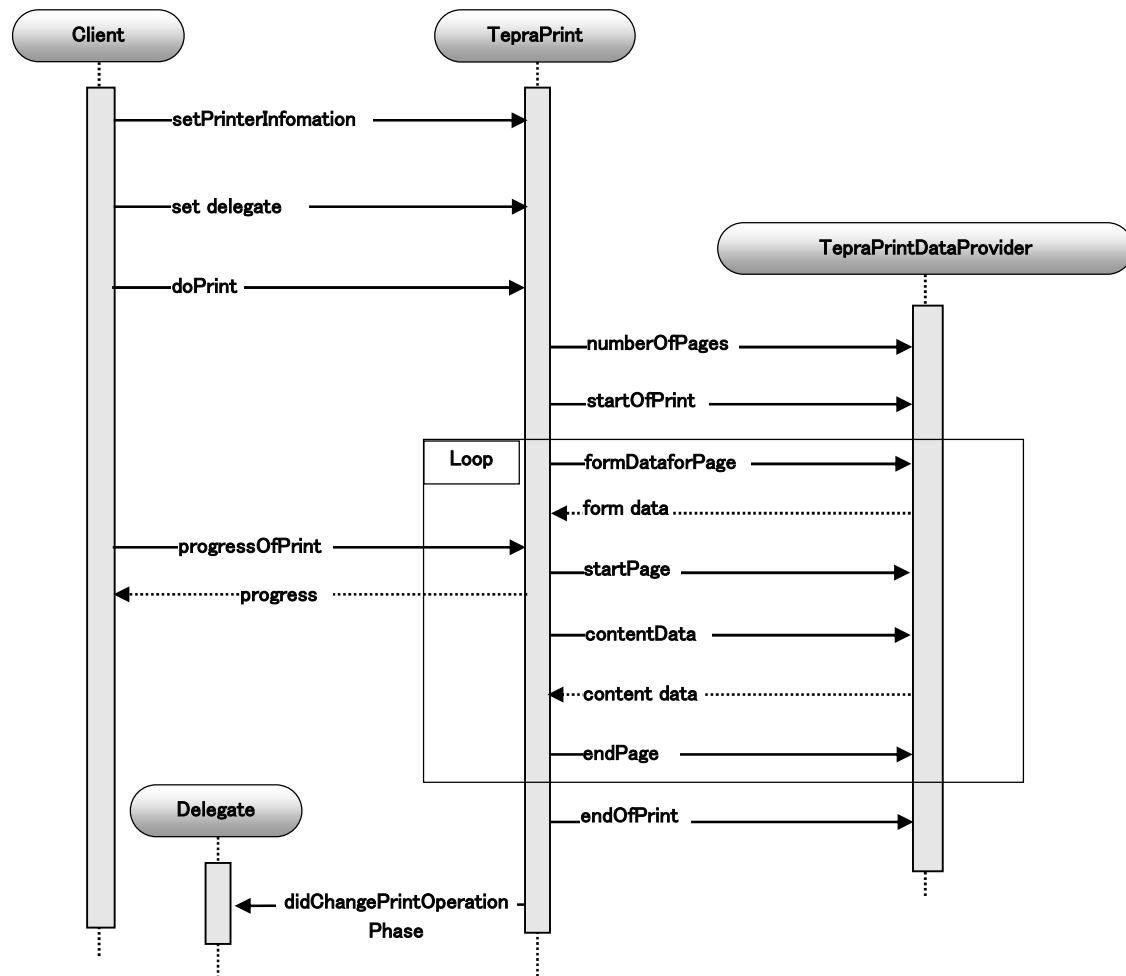 Client
TepraPrint
setPrinterInfomation
set delegate
TepraPrintDataProvider
doPrint
numberOfPages
startOfPrint
Loop
formDataforPage
form data
progressOfPrint
startPage
progress
contentData
content data
endPage
Delegate
endOfPrint
didChangePrintOperation
Phase